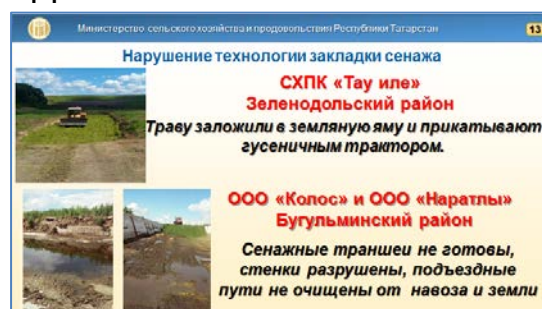 Министерство сельского хозяйства и продовольствия Республики Татарстан
13
Нарушение технологии закладки сенажа
СХПК «Тау иле»
Зеленодольский район
Траву заложили в земляную яму и прикатывают
гусеничным трактором.
ООО «Колос» и ООО «Наратлы»
Бугульминский район
Сенажные траншеи не готовы,
стенки разрушены, подъездные
пути не очищены от навоза и земли